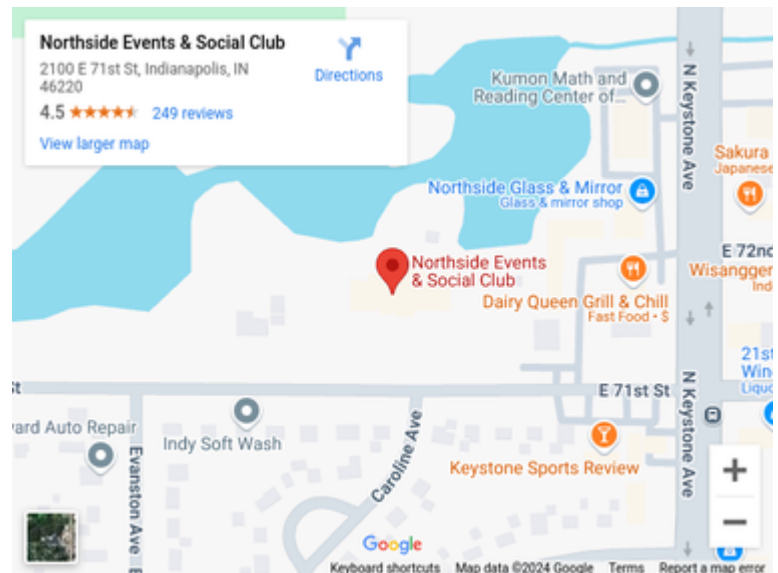 Northside Events & Social Club
2100 E 71st St, Indianapolis, IN
46220
Directions
4.5
249 reviews
View larger map
Kumon Math and
Reading Center of...
N Keystone Ave
Sakura
Japanese
Northside Glass & Mirror
Glass & mirror shop
E 72nd
Northside Events
& Social Club
Wisanggen
Ind
Dairy Queen Grill & Chill
Fast Food • $
21st
Win
Liquo
St
E 71st St
N Keystone Ave
ard Auto Repair
Indy Soft Wash
Evanston Ave
Caroline Ave
Keystone Sports Review
Google
Keyboard shortcuts
Map data ©2024 Google
Terms
Report a map error